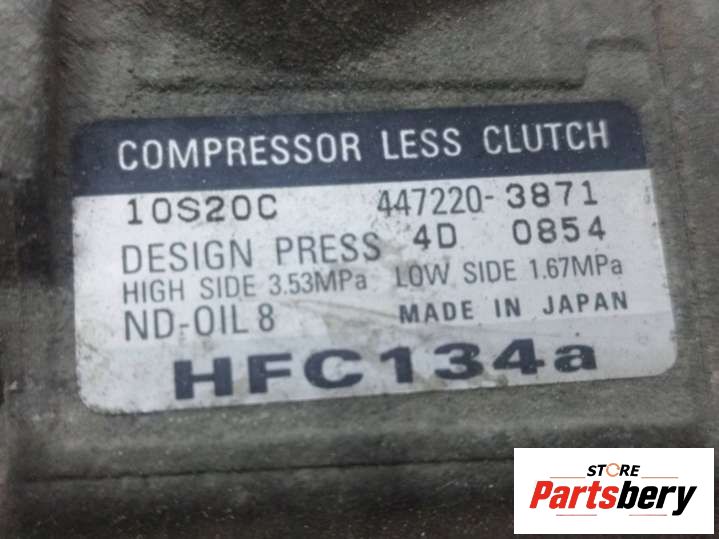 COMPRESSOR LESS CLUTCH
10S20C 447220-3871
DESIGN PRESS 4D 0854
HIGH SIDE 3.53MPa LOW SIDE 1.67MPa
ND-OIL 8 MADE IN JAPAN
HFC134a
STORE
Partsbery